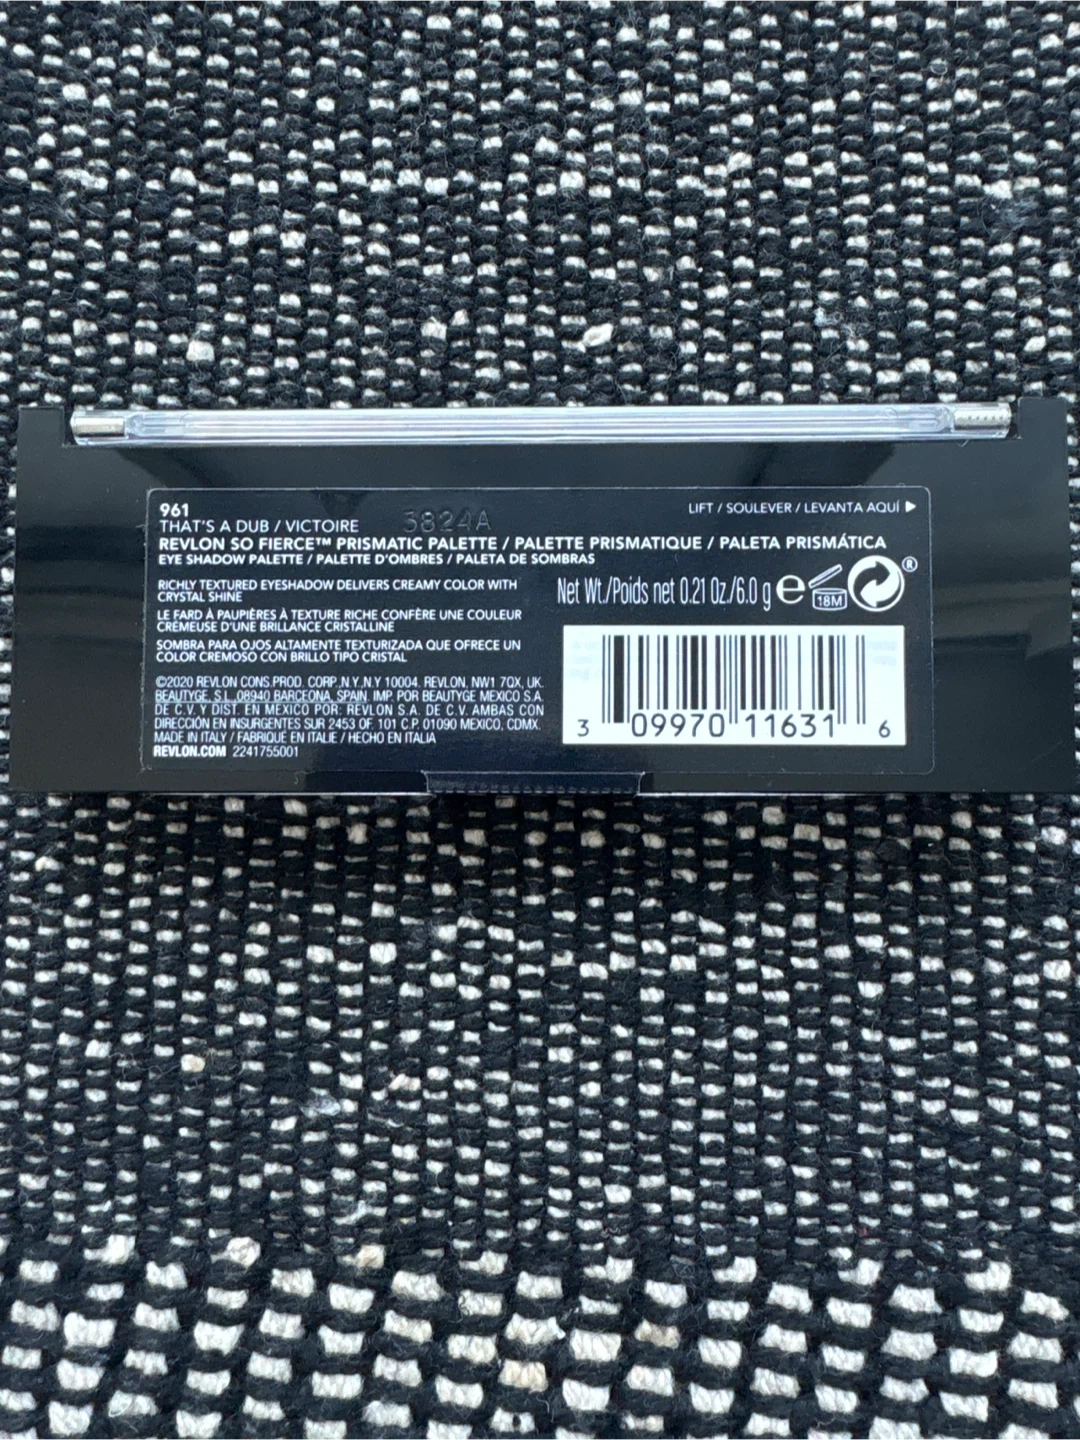 961
THAT'S A DUB / VICTOIRE
3824A
LIFT / SOULEVER / LEVANTA AQUÍ
REVLON SO FIERCE™ PRISMATIC PALETTE / PALETTE PRISMATIQUE / PALETA PRISMÁTICA
EYE SHADOW PALETTE / PALETTE D'OMBRES / PALETA DE SOMBRAS
RICHLY TEXTURED EYESHADOW DELIVERS CREAMY COLOR WITH
CRYSTAL SHINE
LE FARD À PAUPIÈRES À TEXTURE RICHE CONFÈRE UNE COULEUR
CRÉMEUSE D'UNE BRILLANCE CRISTALLINE
SOMBRA PARA OJOS ALTAMENTE TEXTURIZADA QUE OFRECE UN
COLOR CREMOSO CON BRILLO TIPO CRISTAL
©2020 REVLON CONS.PROD. CORP.,N.Y.,N.Y 10004. REVLON, NW1 7QX, UK.
BEAUTYGE, S.L.,08940 BARCEONA, SPAIN. IMP. POR BEAUTYGE MEXICO S.A.
DE C.V. Y DIST. EN MEXICO POR: REVLON S.A. DE C.V. AMBAS CON
DIRECCIÓN EN INSURGENTES SUR 2453 OF. 101 C.P. 01090 MEXICO, CDMX.
MADE IN ITALY / FABRIQUÉ EN ITALIE / HECHO EN ITALIA
REVLON.COM 2241755001
Net Wt./Poids net 0.21 Oz./6.0 g ℮
18M
®
3 09970 11631 6